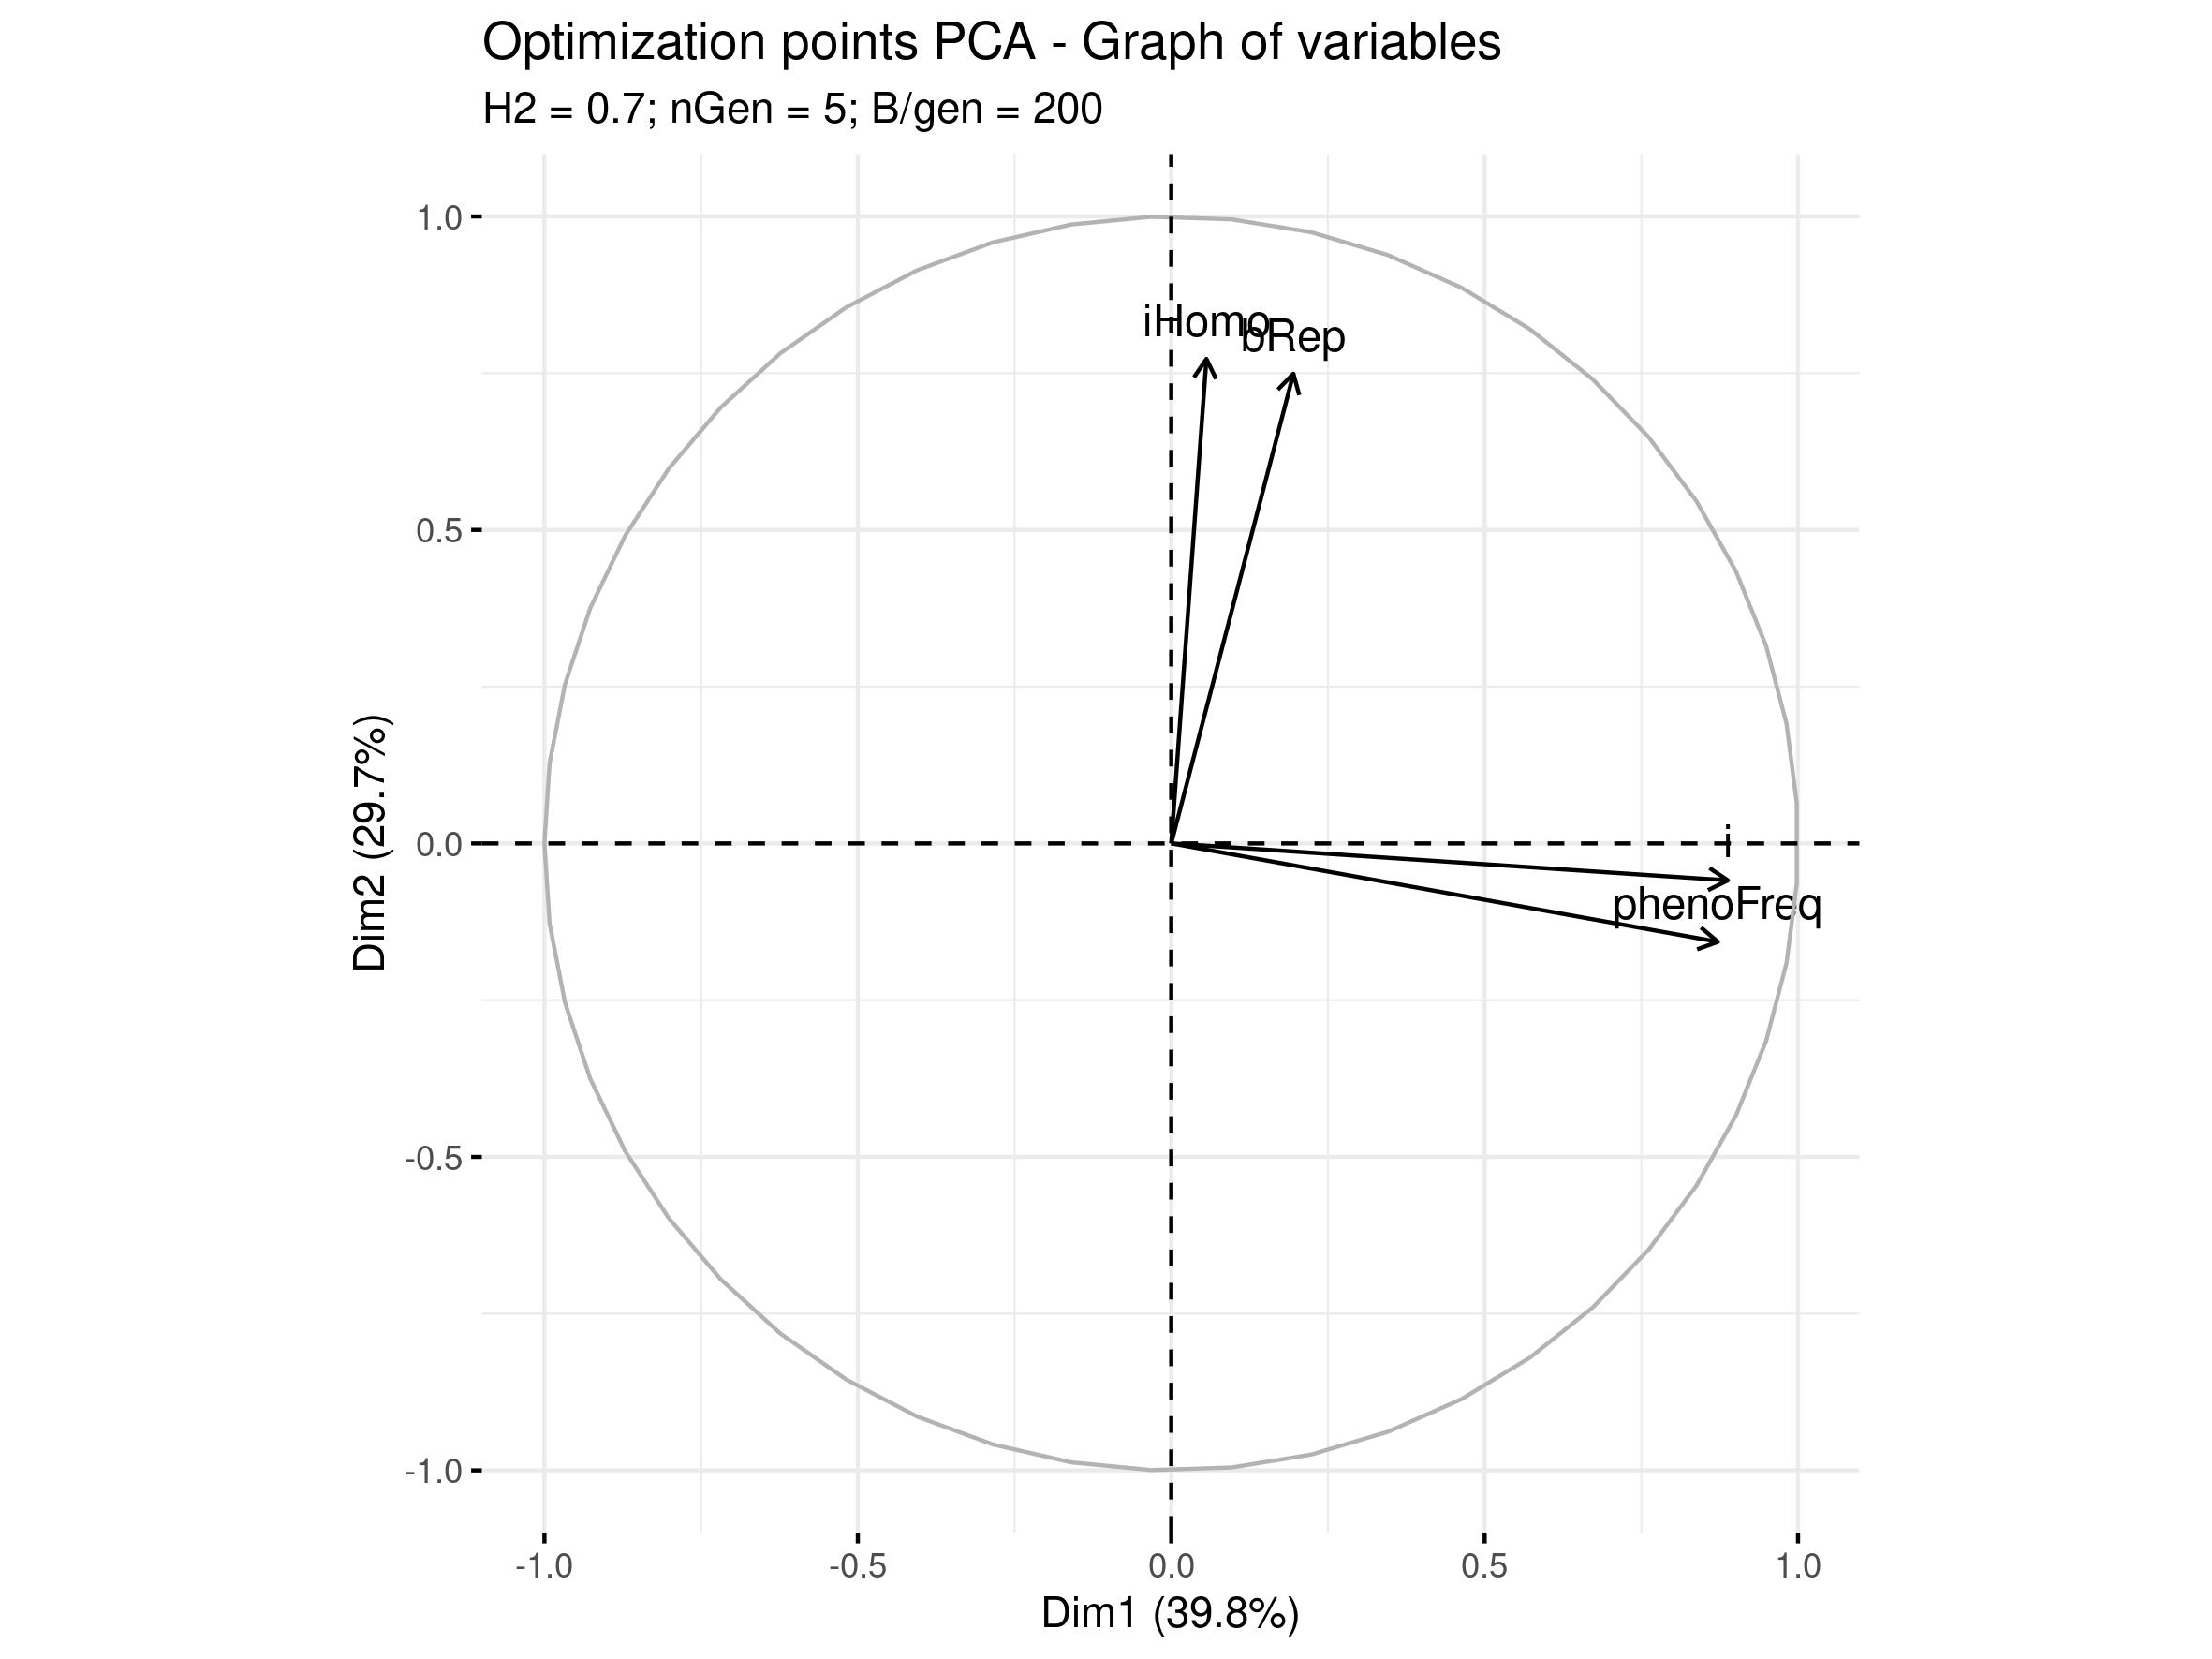 Optimization points PCA - Graph of variables
H2 = 0.7; nGen = 5; B/gen = 200
1.0
0.5
0.0
-0.5
-1.0
Dim2 (29.7%)
iHomo
bRep
i
phenoFreq
-1.0
-0.5
0.0
0.5
1.0
Dim1 (39.8%)